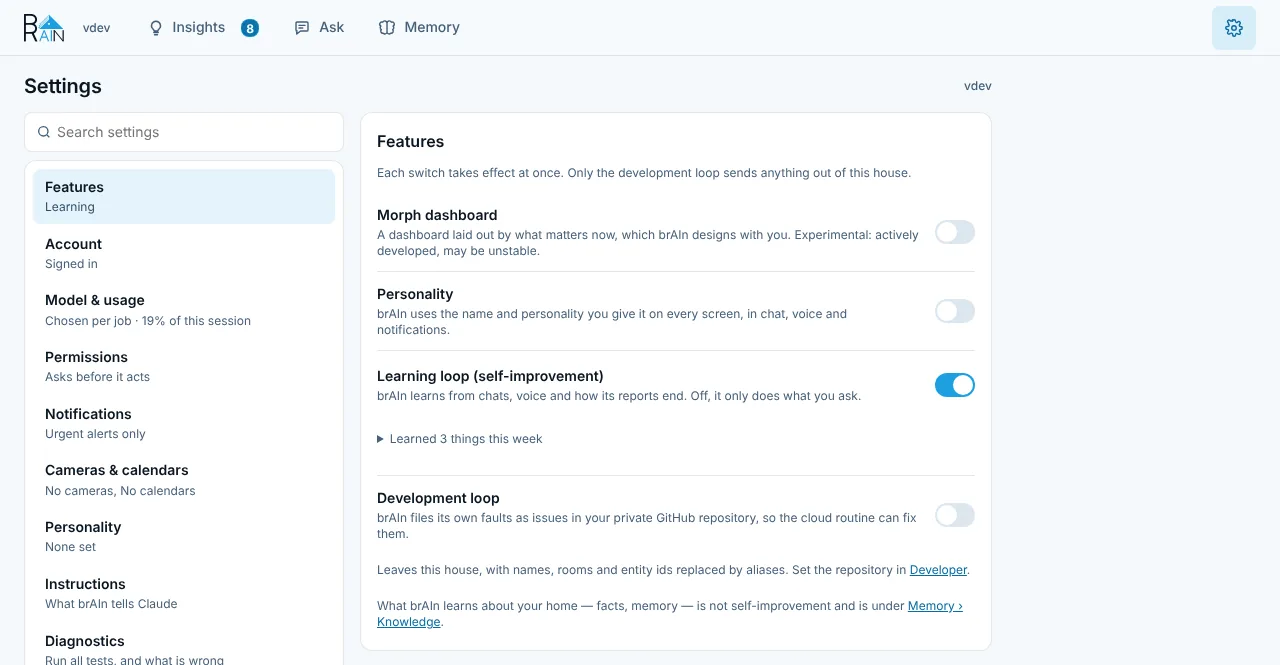 BRAIN
vdev
Insights
8
Ask
Memory
Settings
vdev
Search settings
Features
Learning
Account
Signed in
Model & usage
Chosen per job · 19% of this session
Permissions
Asks before it acts
Notifications
Urgent alerts only
Cameras & calendars
No cameras, No calendars
Personality
None set
Instructions
What brAIn tells Claude
Diagnostics
Run all tests, and what is wrong
Features
Each switch takes effect at once. Only the development loop sends anything out of this house.
Morph dashboard
A dashboard laid out by what matters now, which brAIn designs with you. Experimental: actively
developed, may be unstable.
Personality
brAIn uses the name and personality you give it on every screen, in chat, voice and
notifications.
Learning loop (self-improvement)
brAIn learns from chats, voice and how its reports end. Off, it only does what you ask.
Learned 3 things this week
Development loop
brAIn files its own faults as issues in your private GitHub repository, so the cloud routine can fix
them.
Leaves this house, with names, rooms and entity ids replaced by aliases. Set the repository in Developer.
What brAIn learns about your home — facts, memory — is not self-improvement and is under Memory ›
Knowledge.